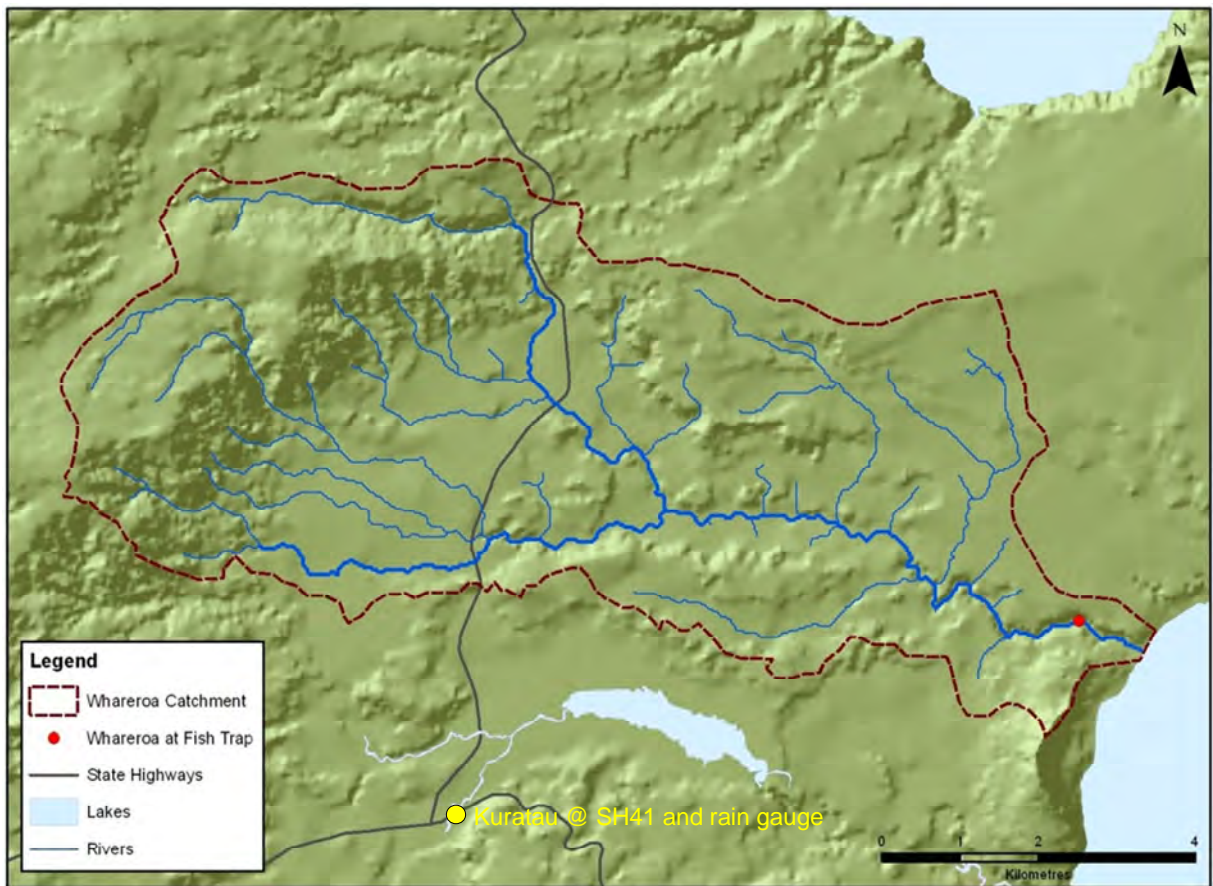 N
Legend
Whareroa Catchment
Whareroa at Fish Trap
State Highways
Lakes
Rivers
Kuratau @ SH41 and rain gauge
0 1 2 4
Kilometres